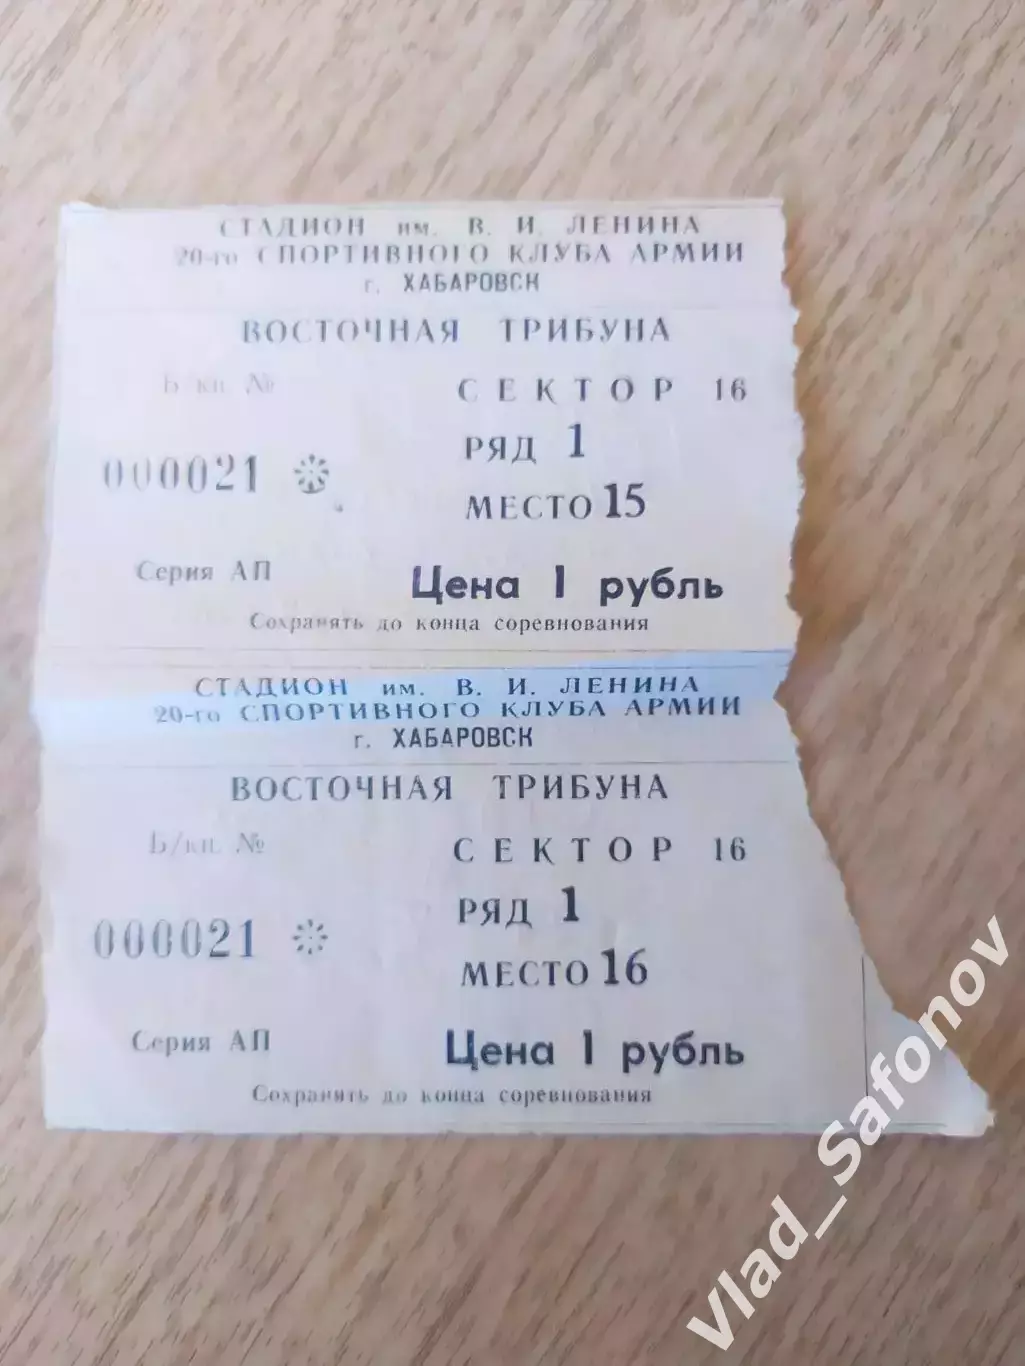 СТАДИОН им. В. И. ЛЕНИНА
20-го СПОРТИВНОГО КЛУБА АРМИИ
г. ХАБАРОВСК
ВОСТОЧНАЯ ТРИБУНА
Б/кн. № СЕКТОР 16
РЯД 1
000021
МЕСТО 15
Серия АП Цена 1 рубль
Сохранять до конца соревнования
СТАДИОН им. В. И. ЛЕНИНА
20-го СПОРТИВНОГО КЛУБА АРМИИ
г. ХАБАРОВСК
ВОСТОЧНАЯ ТРИБУНА
Б/кн. № СЕКТОР 16
РЯД 1
000021
МЕСТО 16
Серия АП Цена 1 рубль
Сохранять до конца соревнования
Vlad_Safonov